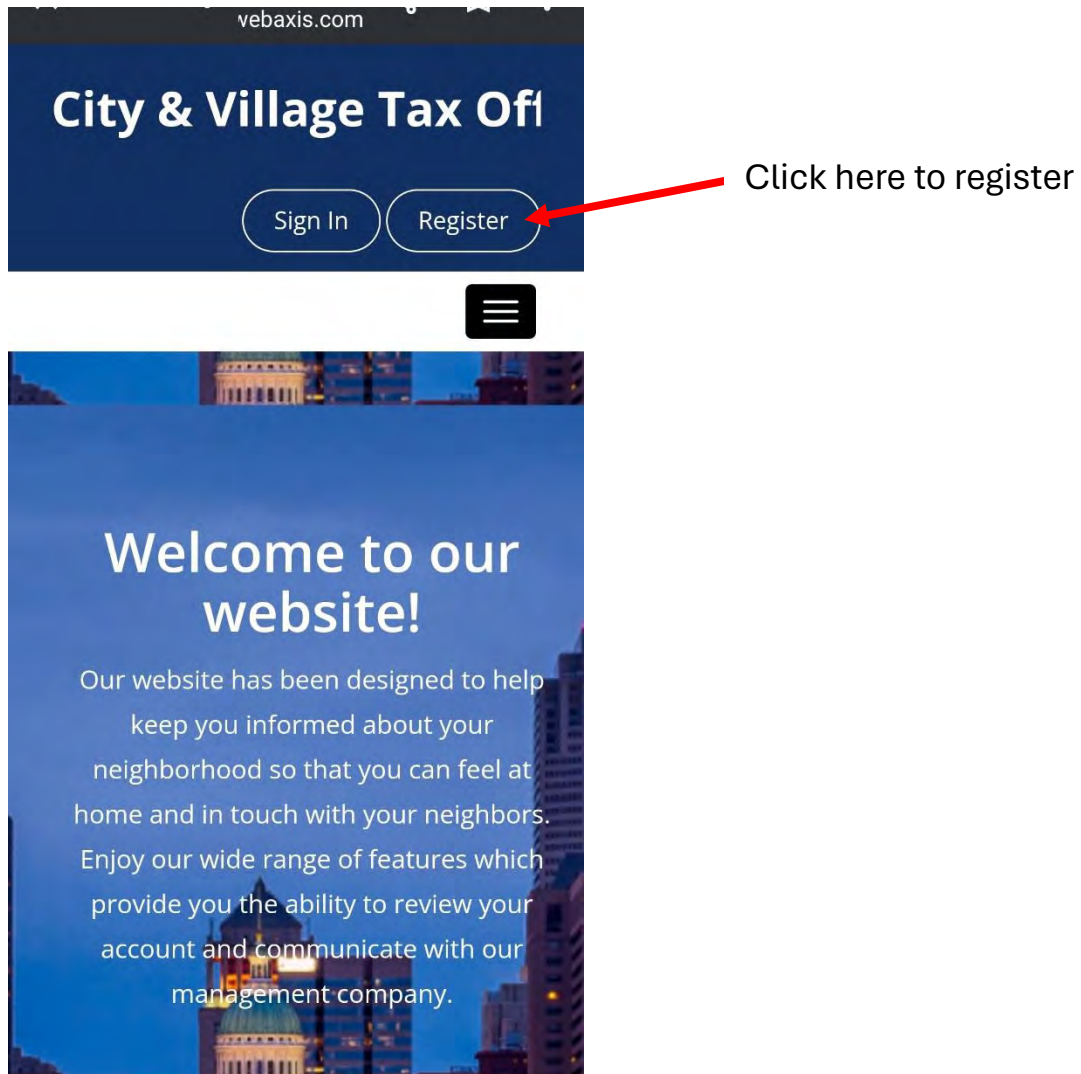 vebaxis.com
City & Village Tax Off
Sign In
Register
Click here to register
Welcome to our
website!
Our website has been designed to help
keep you informed about your
neighborhood so that you can feel at
home and in touch with your neighbors.
Enjoy our wide range of features which
provide you the ability to review your
account and communicate with our
management company.